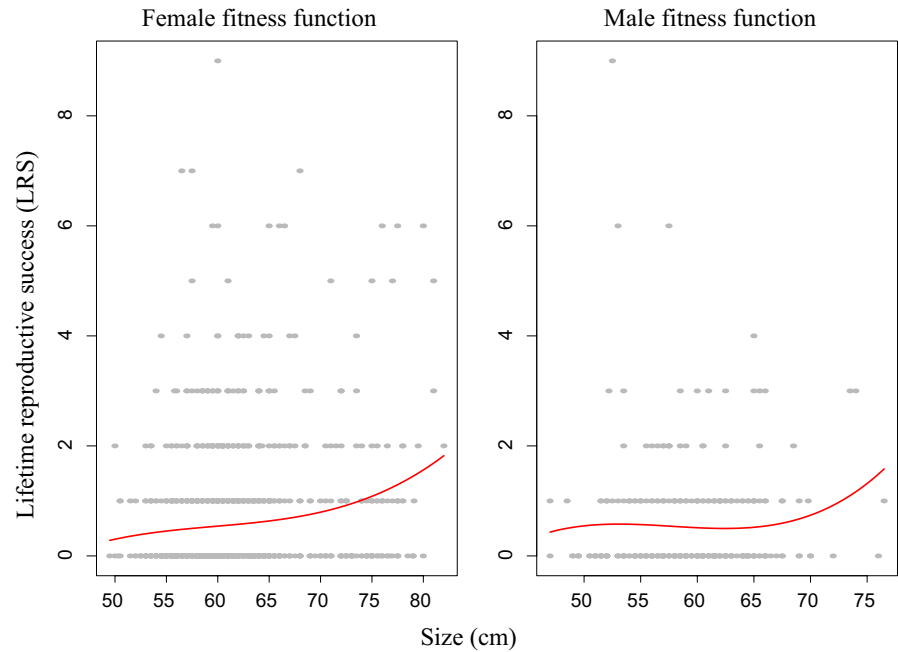 Female fitness function
Male fitness function
Lifetime reproductive success (LRS)
8
6
4
2
0
50 55 60 65 70 75 80
8
6
4
2
0
50 55 60 65 70 75
Size (cm)